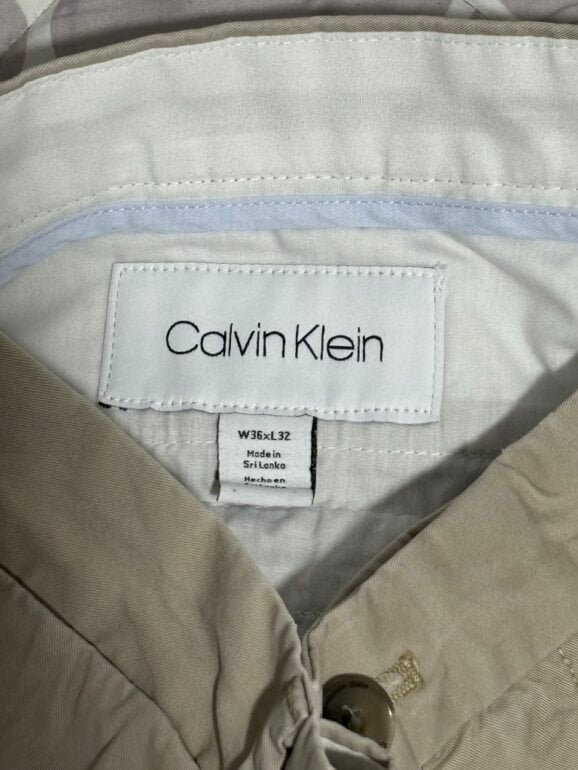 Calvin Klein
W36xL32
Made in
Sri Lanka
Hecho en